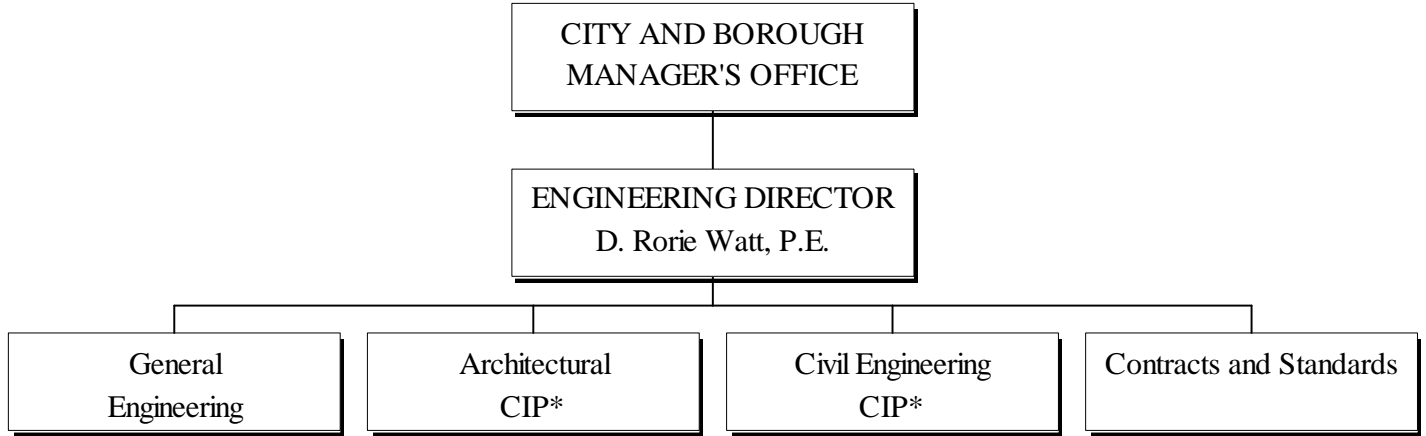 CITY AND BOROUGH
MANAGER'S OFFICE
ENGINEERING DIRECTOR
D. Rorie Watt, P.E.
General
Engineering
Architectural
CIP*
Civil Engineering
CIP*
Contracts and Standards